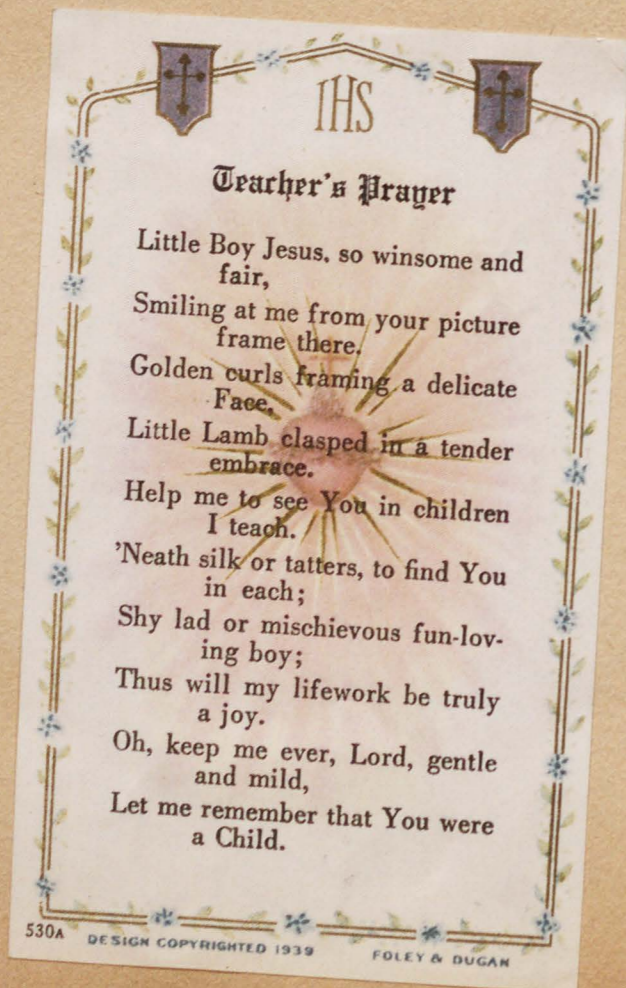 IHS
Teacher's Prayer
Little Boy Jesus, so winsome and
fair,
Smiling at me from your picture
frame there.
Golden curls framing a delicate
Face.
Little Lamb clasped in a tender
embrace.
Help me to see You in children
I teach.
'Neath silk or tatters, to find You
in each;
Shy lad or mischievous fun-lov-
ing boy;
Thus will my lifework be truly
a joy.
Oh, keep me ever, Lord, gentle
and mild,
Let me remember that You were
a Child.
530A DESIGN COPYRIGHTED 1939 FOLEY & DUGAN